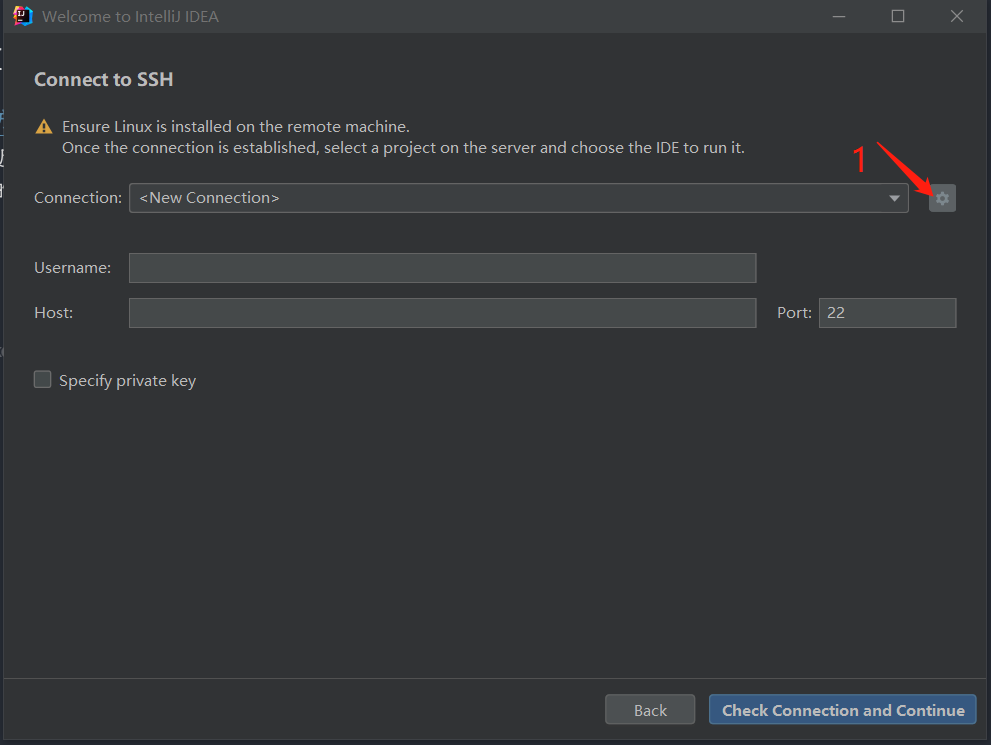 Welcome to IntelliJ IDEA
Connect to SSH
Ensure Linux is installed on the remote machine.
Once the connection is established, select a project on the server and choose the IDE to run it.
1
Connection: <New Connection>
Username:
Host: Port: 22
Specify private key
Back Check Connection and Continue